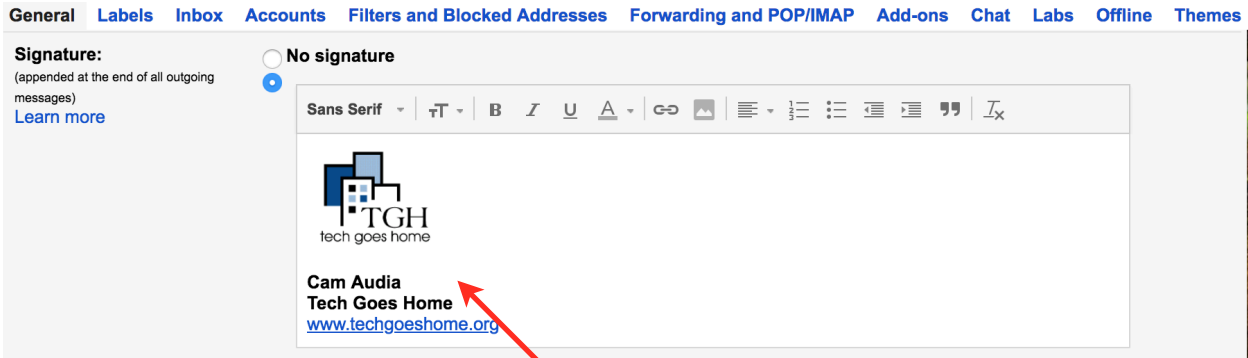 General Labels Inbox Accounts Filters and Blocked Addresses Forwarding and POP/IMAP Add-ons Chat Labs Offline Themes
Signature:
(appended at the end of all outgoing
messages)
Learn more
No signature
Sans Serif
TGH
tech goes home
Cam Audia
Tech Goes Home
www.techgoeshome.org